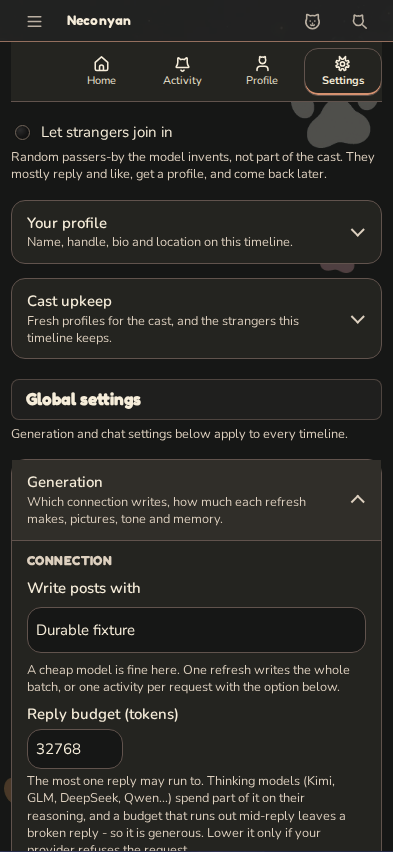 Neconyan
Home
Activity
Profile
Settings
Let strangers join in
Random passers-by the model invents, not part of the cast. They
mostly reply and like, get a profile, and come back later.
Your profile
Name, handle, bio and location on this timeline.
Cast upkeep
Fresh profiles for the cast, and the strangers this
timeline keeps.
Global settings
Generation and chat settings below apply to every timeline.
Generation
Which connection writes, how much each refresh
makes, pictures, tone and memory.
CONNECTION
Write posts with
Durable fixture
A cheap model is fine here. One refresh writes the whole
batch, or one activity per request with the option below.
Reply budget (tokens)
32768
The most one reply may run to. Thinking models (Kimi,
GLM, DeepSeek, Qwen...) spend part of it on their
reasoning, and a budget that runs out mid-reply leaves a
broken reply - so it is generous. Lower it only if your
provider refuses the request.